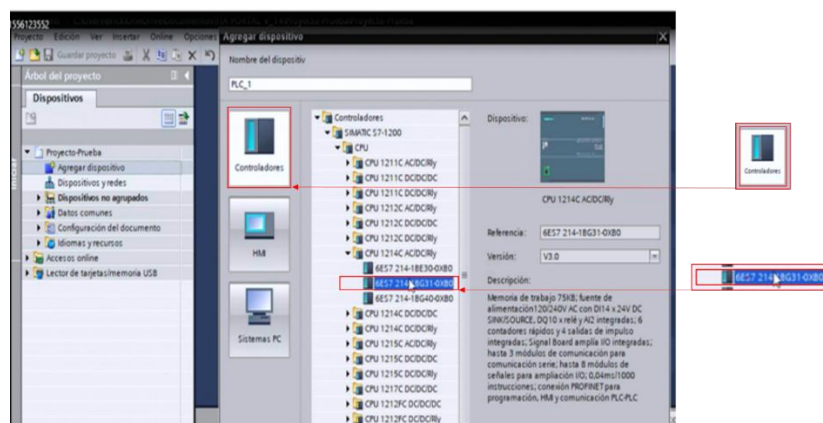 1556123552
Proyecto Edición Ver Insertar Online Opciones
Agregar dispositivo
Guardar proyecto
Nombre del dispositiv
PLC_1
Árbol del proyecto
Dispositivos
Proyecto-Prueba
Agregar dispositivo
Dispositivos y redes
Dispositivos no agrupados
Datos comunes
Configuración del documento
Idiomas y recursos
Accesos online
Lector de tarjetas/memoria USB
Iniciar
Controladores
HMI
Sistemas PC
Controladores
SIMATIC S7-1200
CPU
CPU 1211C AC/DC/Rly
CPU 1211C DC/DC/DC
CPU 1211C DC/DC/Rly
CPU 1212C AC/DC/Rly
CPU 1212C DC/DC/DC
CPU 1212C DC/DC/Rly
CPU 1214C AC/DC/Rly
6ES7 214-1BE30-0XB0
6ES7 214-1BG31-0XB0
6ES7 214-1BG40-0XB0
CPU 1214C DC/DC/DC
CPU 1214C DC/DC/Rly
CPU 1215C AC/DC/Rly
CPU 1215C DC/DC/DC
CPU 1215C DC/DC/Rly
CPU 1217C DC/DC/DC
CPU 1212FC DC/DC/DC
CPU 1212FC DC/DC/Rly
Dispositivo:
CPU 1214C AC/DC/Rly
Referencia: 6ES7 214-1BG31-0XB0
Versión: V3.0
Descripción:
Memoria de trabajo 75KB; fuente de
alimentación120/240V AC con DI14 x 24V DC
SINK/SOURCE, DQ10 x relé y AI2 integradas; 6
contadores rápidos y 4 salidas de impulso
integradas; Signal Board amplía I/O integradas;
hasta 3 módulos de comunicación para
comunicación serie; hasta 8 módulos de
señales para ampliación I/O; 0,04ms/1000
instrucciones; conexión PROFINET para
programación, HMI y comunicación PLC-PLC
Controladores
6ES7 214-1BG31-0XB0